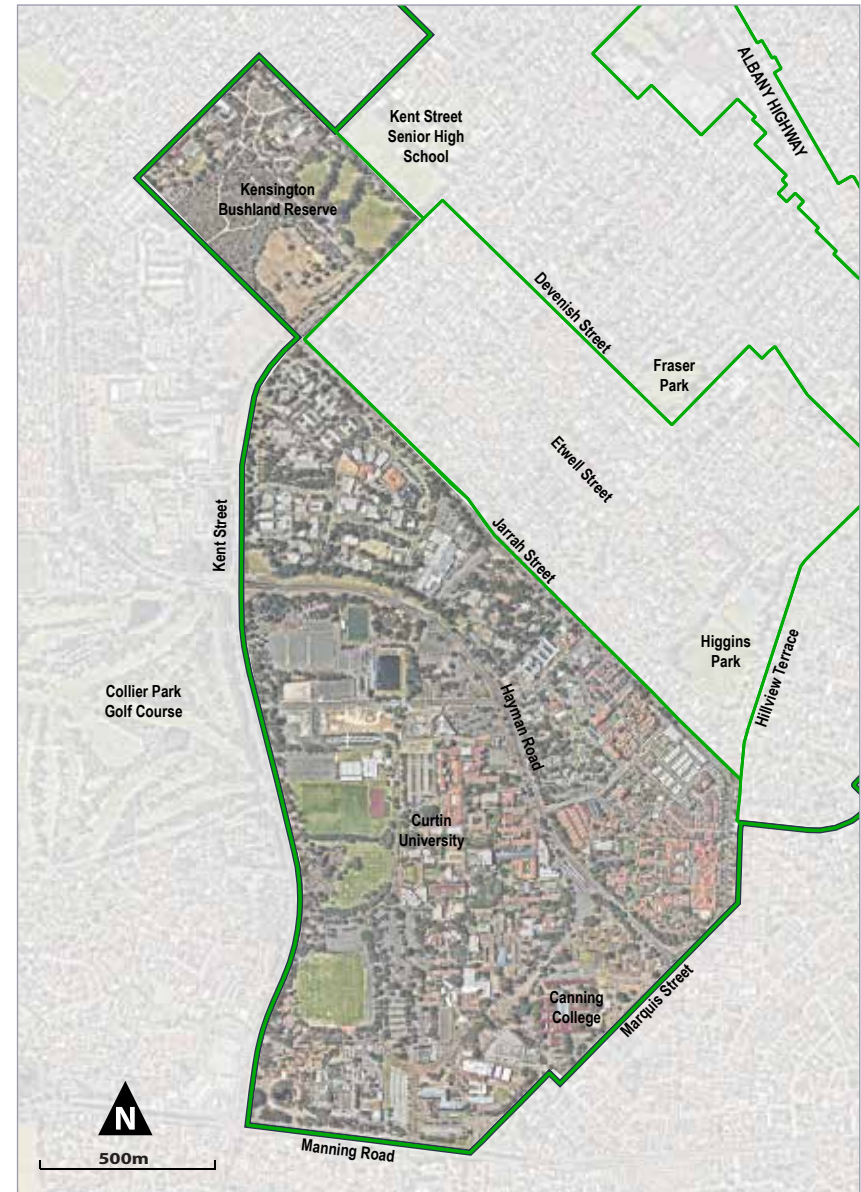 ALBANY HIGHWAY
Kent Street
Senior High
School
Kensington
Bushland Reserve
Devenish Street
Fraser
Park
Etwell Street
Kent Street
Jarrah Street
Higgins
Park
Hillview Terrace
Collier Park
Golf Course
Hayman Road
Curtin
University
Canning
College
Marquis Street
N
500m
Manning Road